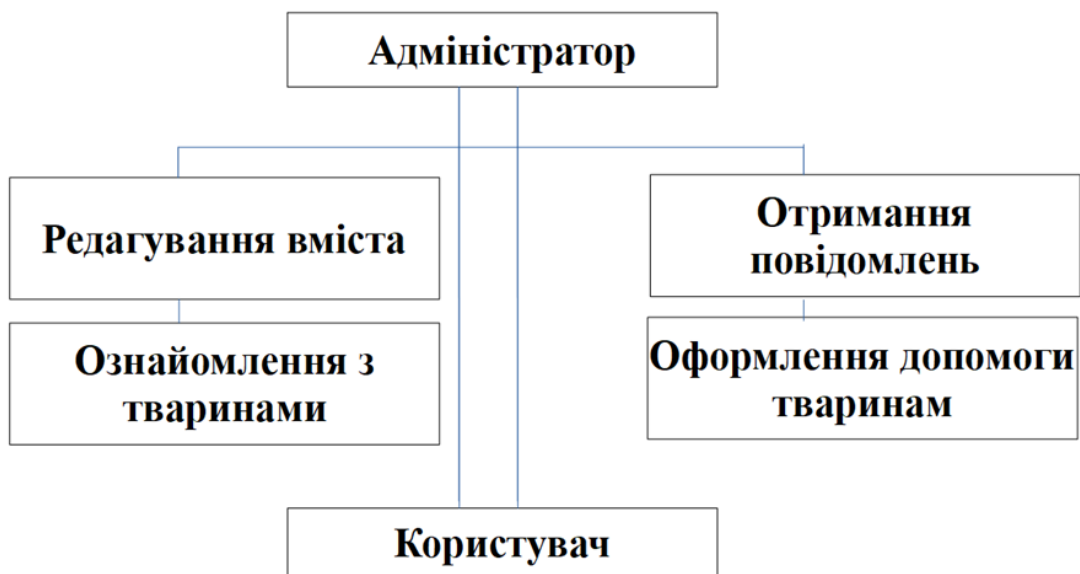 Адміністратор
Редагування вміста
Отримання
повідомлень
Ознайомлення з
тваринами
Оформлення допомоги
тваринам
Користувач